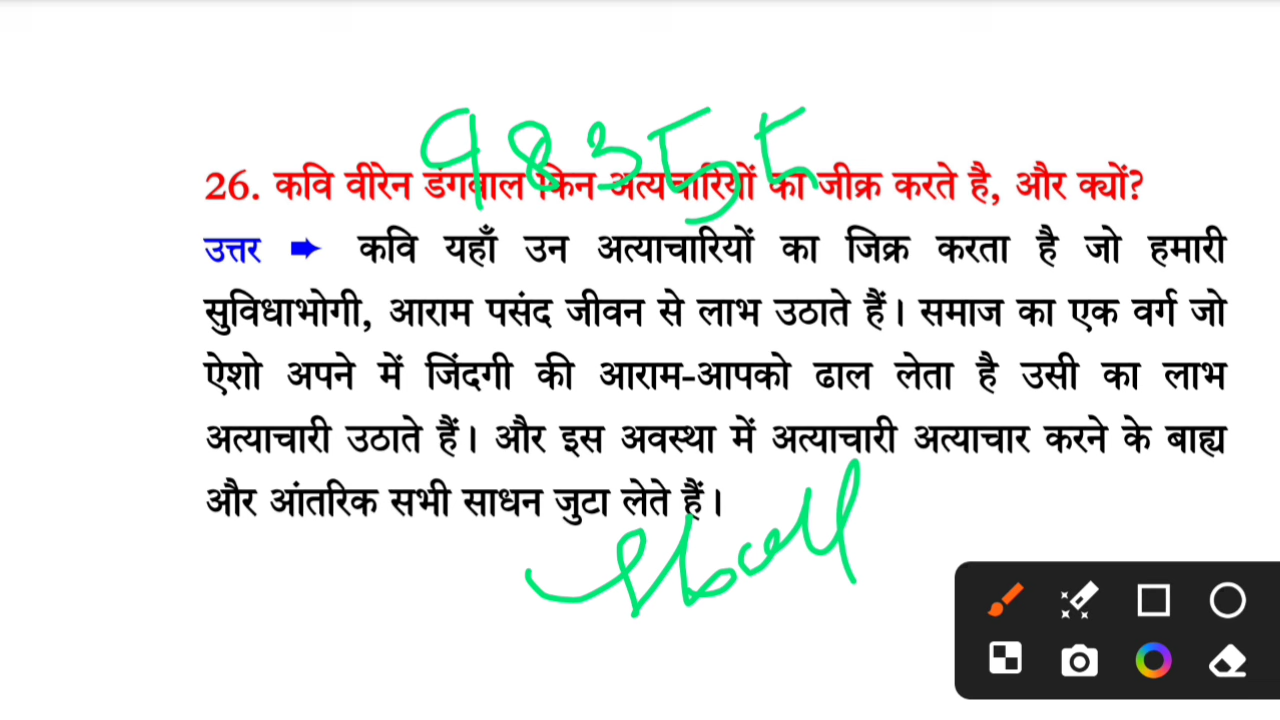 98355
26. कवि वीरेन डंगवाल किन अत्यचारियों का जीक्र करते है, और क्यों?
उत्तर ➨ कवि यहाँ उन अत्याचारियों का जिक्र करता है जो हमारी
सुविधाभोगी, आराम पसंद जीवन से लाभ उठाते हैं। समाज का एक वर्ग जो
ऐशो अपने में जिंदगी की आराम-आपको ढाल लेता है उसी का लाभ
अत्याचारी उठाते हैं। और इस अवस्था में अत्याचारी अत्याचार करने के बाह्य
और आंतरिक सभी साधन जुटा लेते हैं।